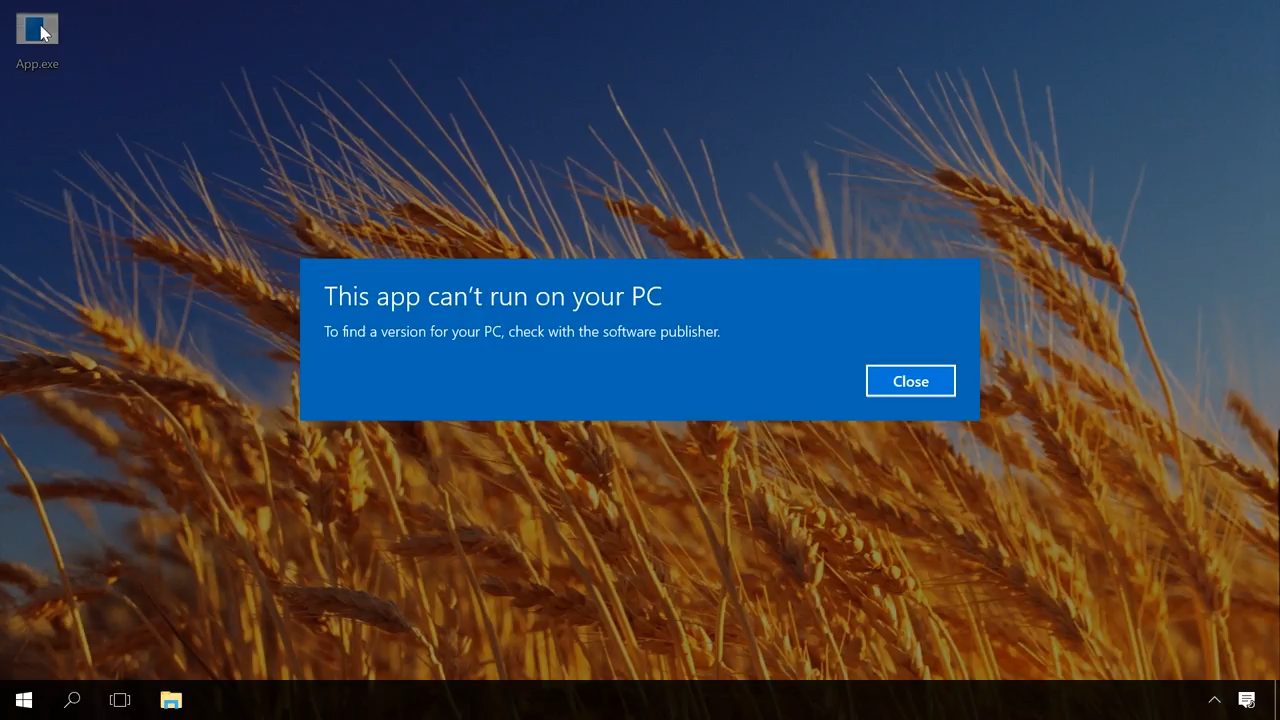 App.exe
This app can’t run on your PC
To find a version for your PC, check with the software publisher.
Close